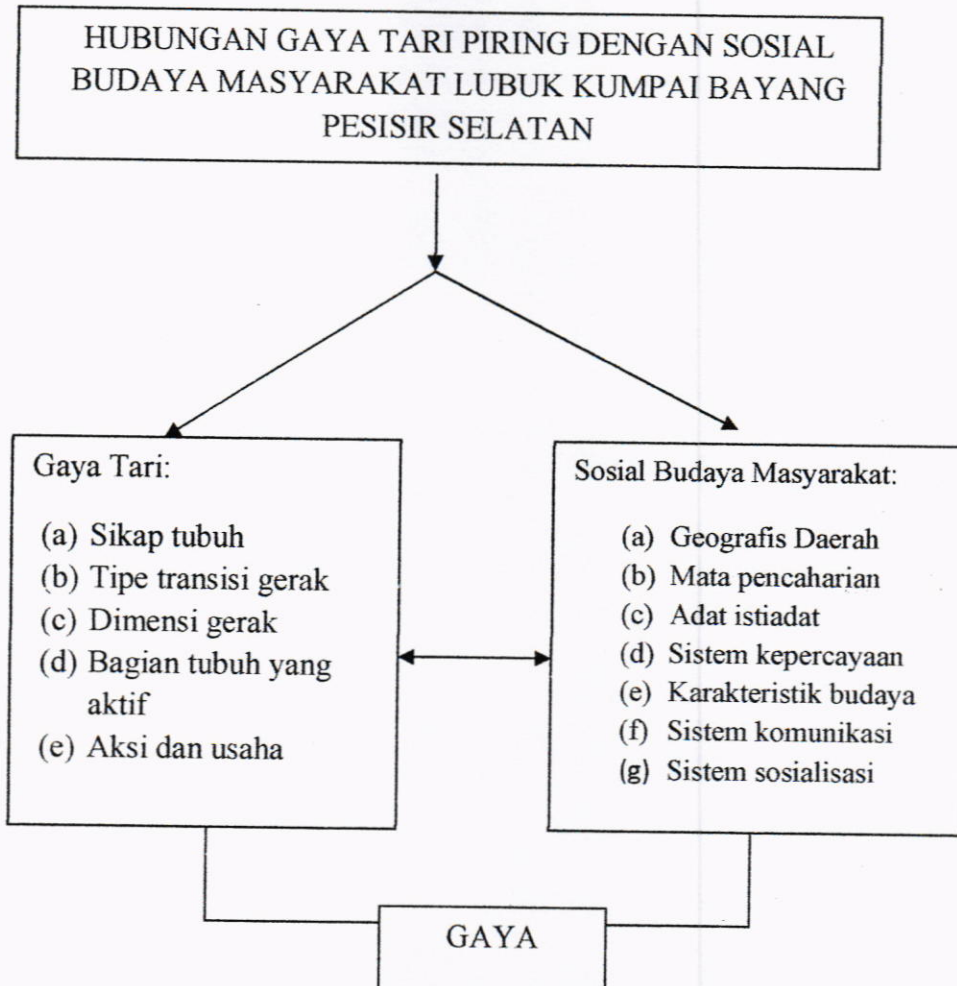 HUBUNGAN GAYA TARI PIRING DENGAN SOSIAL
BUDAYA MASYARAKAT LUBUK KUMPAI BAYANG
PESISIR SELATAN
Gaya Tari:
(a) Sikap tubuh
(b) Tipe transisi gerak
(c) Dimensi gerak
(d) Bagian tubuh yang
aktif
(e) Aksi dan usaha
Sosial Budaya Masyarakat:
(a) Geografis Daerah
(b) Mata pencaharian
(c) Adat istiadat
(d) Sistem kepercayaan
(e) Karakteristik budaya
(f) Sistem komunikasi
(g) Sistem sosialisasi
GAYA